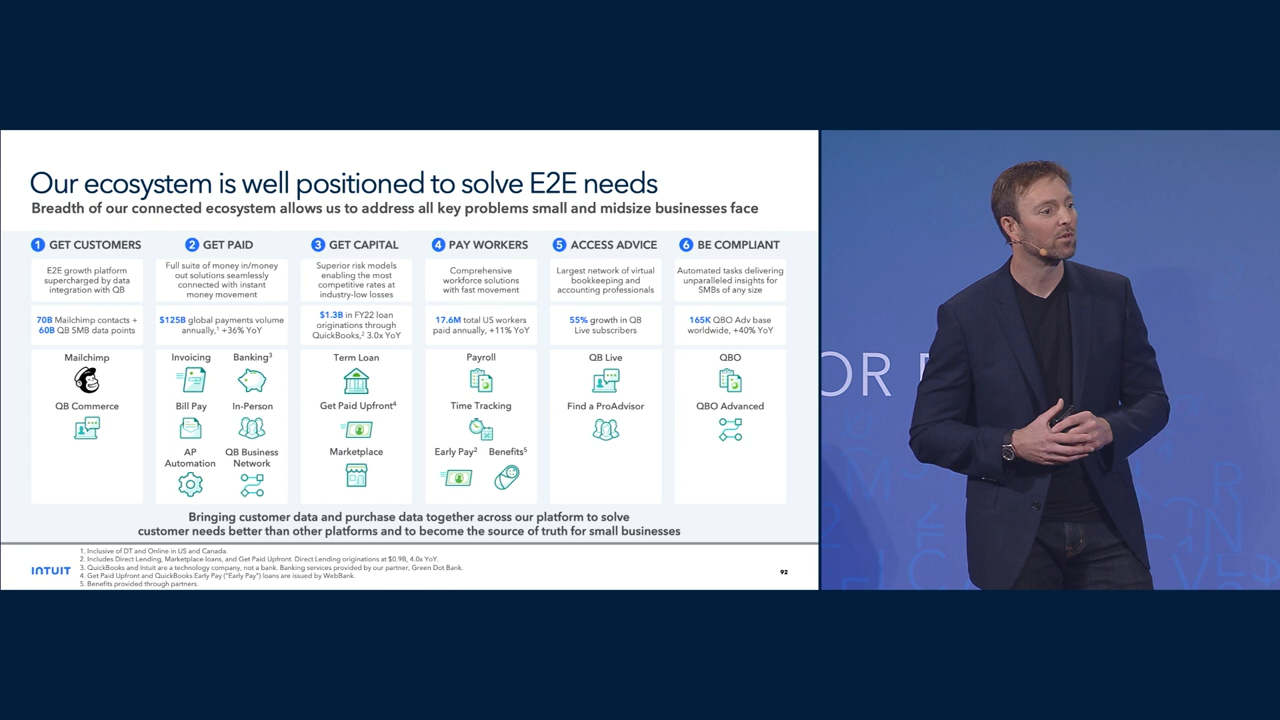 Our ecosystem is well positioned to solve E2E needs
Breadth of our connected ecosystem allows us to address all key problems small and midsize businesses face
1 GET CUSTOMERS
E2E growth platform
supercharged by data
integration with QB
70B Mailchimp contacts +
60B QB SMB data points
Mailchimp
QB Commerce
2 GET PAID
Full suite of money in/money
out solutions seamlessly
connected with instant
money movement
$125B global payments volume
annually,1 +36% YoY
Invoicing
Banking3
Bill Pay
In-Person
AP
Automation
QB Business
Network
3 GET CAPITAL
Superior risk models
enabling the most
competitive rates at
industry-low losses
$1.3B in FY22 loan
originations through
QuickBooks,2 3.0x YoY
Term Loan
Get Paid Upfront4
Marketplace
4 PAY WORKERS
Comprehensive
workforce solutions
with fast movement
17.6M total US workers
paid annually, +11% YoY
Payroll
Time Tracking
Early Pay2
Benefits5
5 ACCESS ADVICE
Largest network of virtual
bookkeeping and
accounting professionals
55% growth in QB
Live subscribers
QB Live
Find a ProAdvisor
6 BE COMPLIANT
Automated tasks delivering
unparalleled insights for
SMBs of any size
165K QBO Adv base
worldwide, +40% YoY
QBO
QBO Advanced
Bringing customer data and purchase data together across our platform to solve
customer needs better than other platforms and to become the source of truth for small businesses
INTUIT
1. Inclusive of DT and Online in US and Canada.
2. Includes Direct Lending, Marketplace loans, and Get Paid Upfront. Direct Lending originations at $0.9B, 4.0x YoY.
3. QuickBooks and Intuit are a technology company, not a bank. Banking services provided by our partner, Green Dot Bank.
4. Get Paid Upfront and QuickBooks Early Pay ("Early Pay") loans are issued by WebBank.
5. Benefits provided through partners.
92
OR